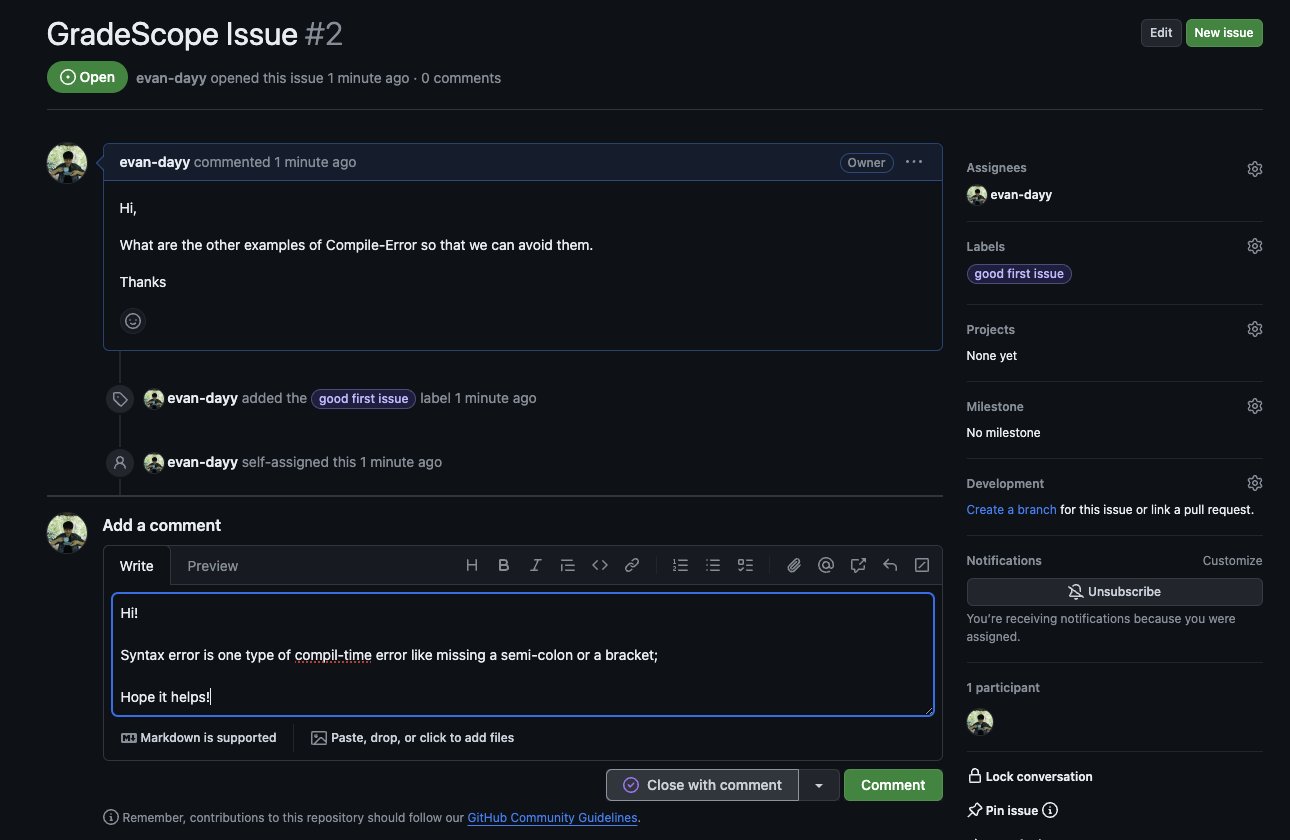 GradeScope Issue #2
Edit
New issue
Open
evan-dayy opened this issue 1 minute ago · 0 comments
evan-dayy commented 1 minute ago
Owner
Hi,
What are the other examples of Compile-Error so that we can avoid them.
Thanks
evan-dayy added the good first issue label 1 minute ago
evan-dayy self-assigned this 1 minute ago
Add a comment
Write
Preview
Hi!
Syntax error is one type of compil-time error like missing a semi-colon or a bracket;
Hope it helps!
Markdown is supported
Paste, drop, or click to add files
Close with comment
Comment
Remember, contributions to this repository should follow our GitHub Community Guidelines.
Assignees
evan-dayy
Labels
good first issue
Projects
None yet
Milestone
No milestone
Development
Create a branch for this issue or link a pull request.
Notifications
Customize
Unsubscribe
You're receiving notifications because you were
assigned.
1 participant
Lock conversation
Pin issue